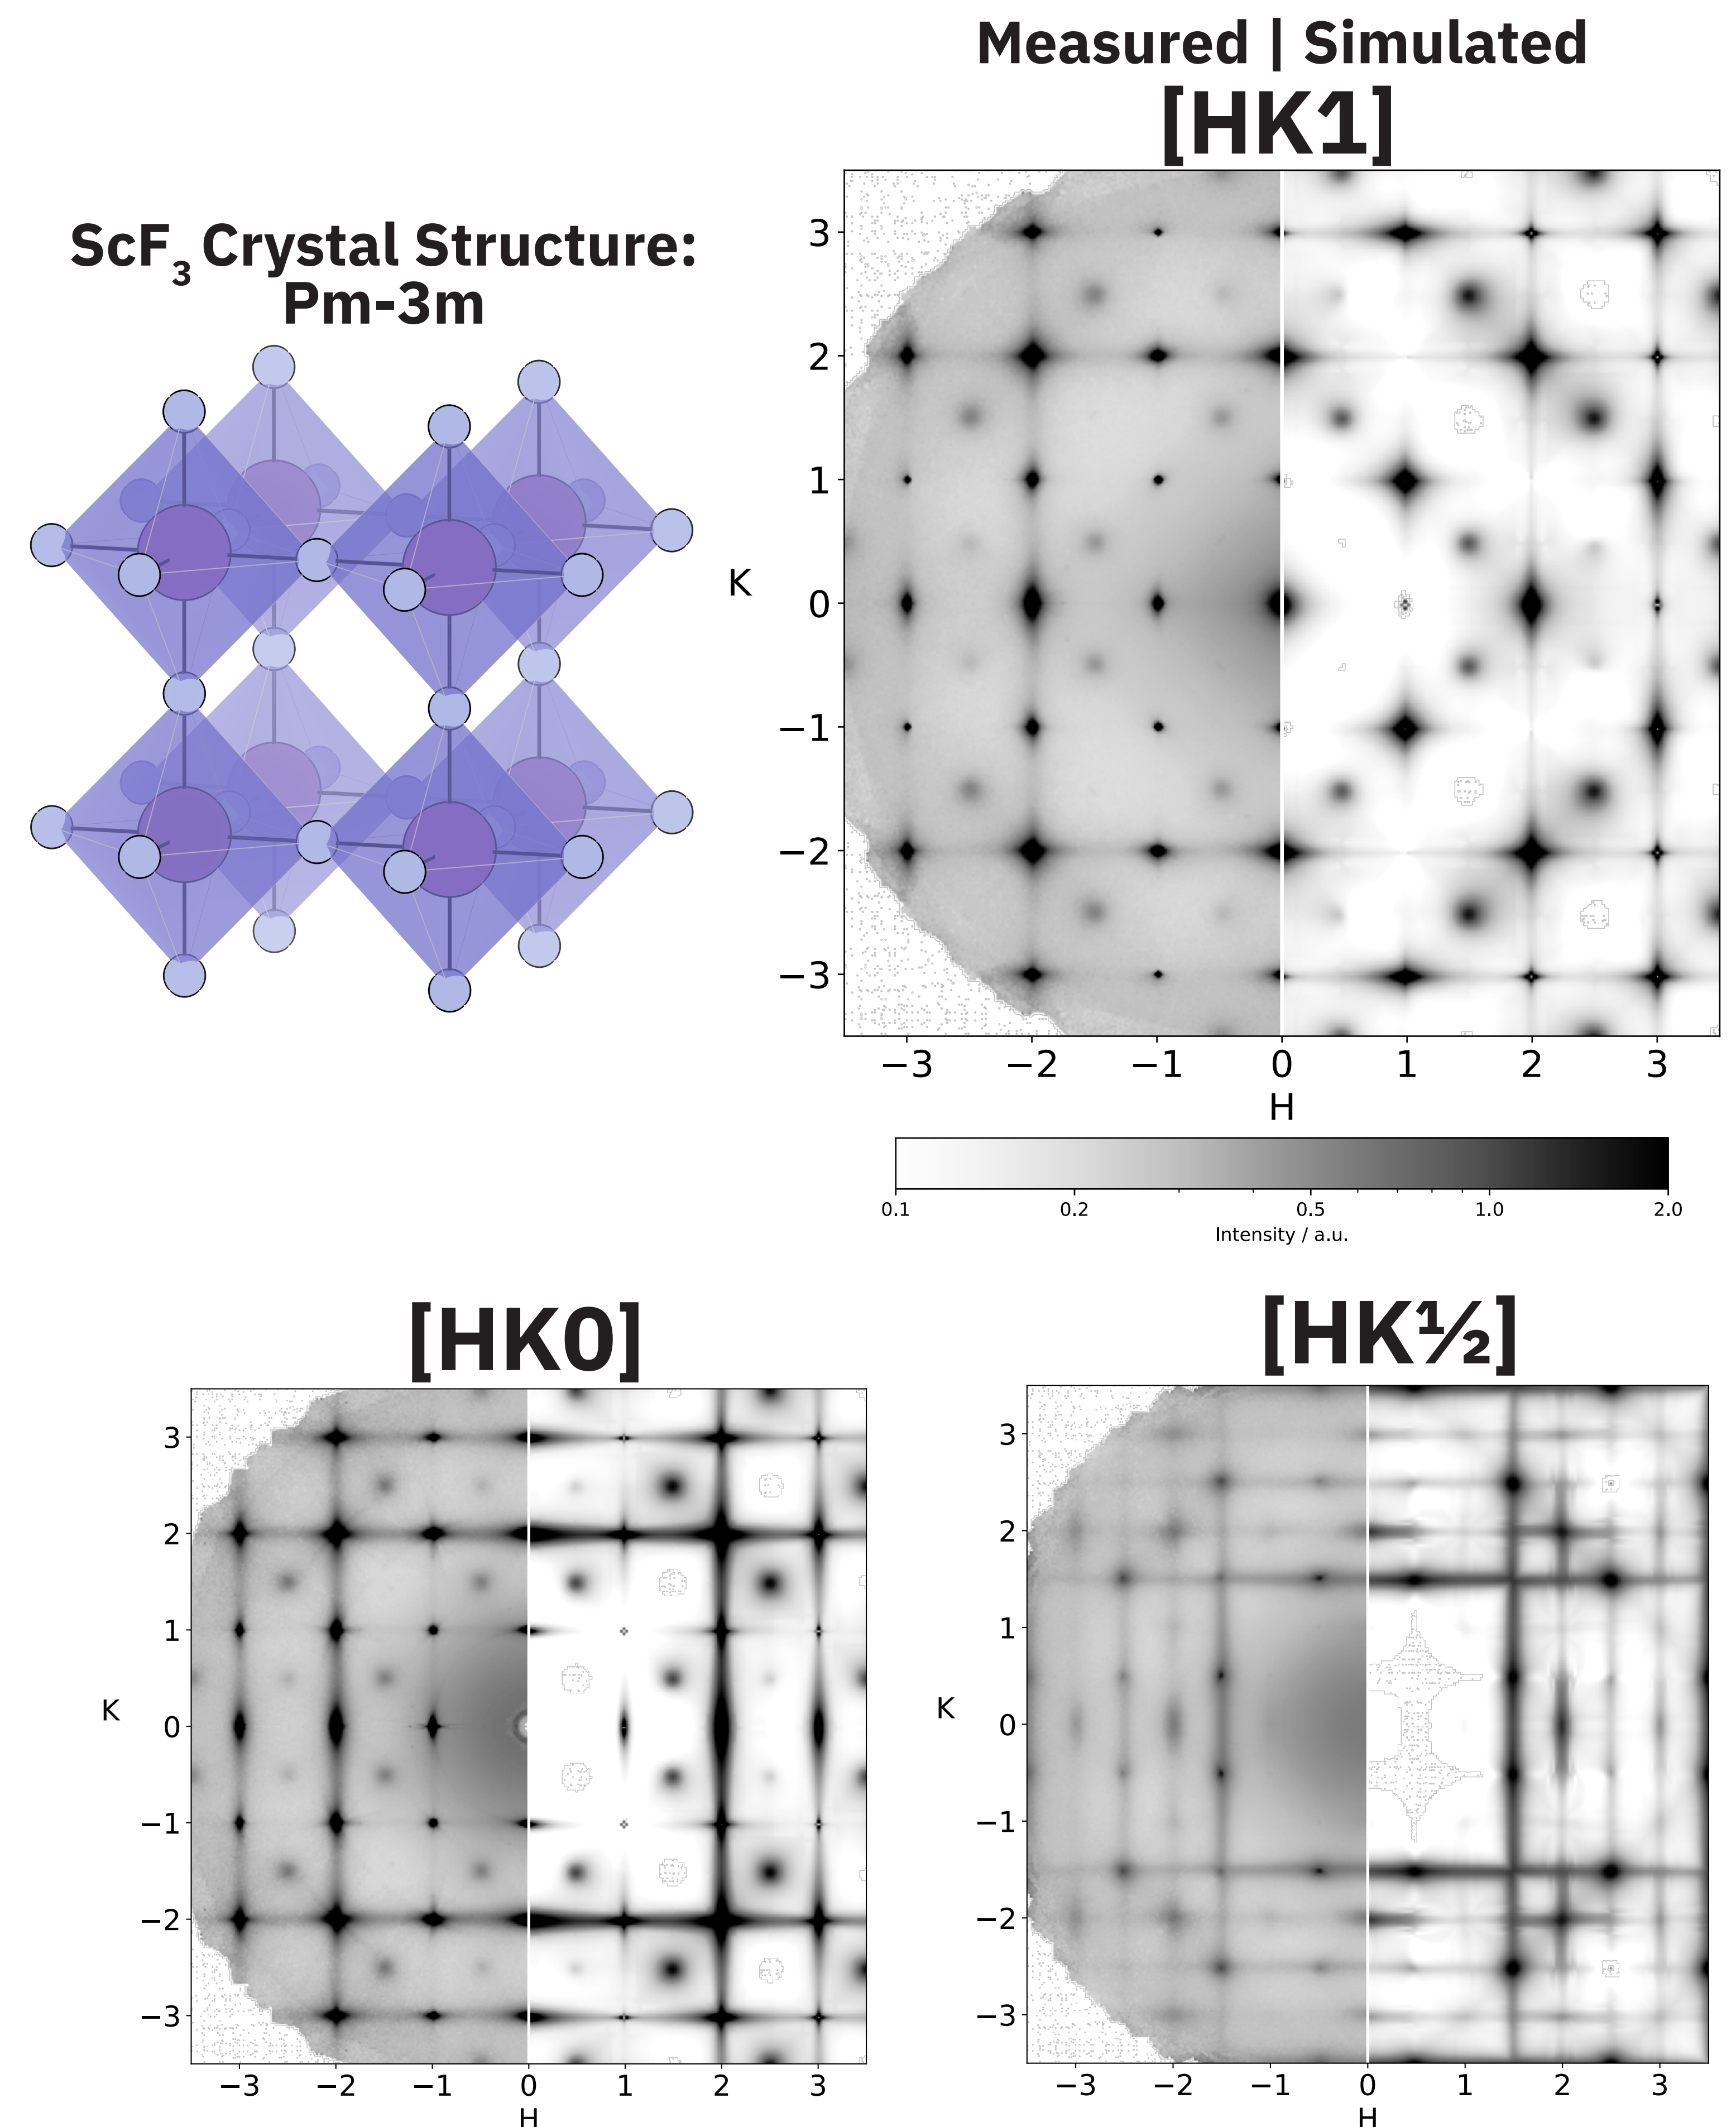 Measured | Simulated
[HK1]
ScF3 Crystal Structure:
Pm-3m
K
3
2
1
0
−1
−2
−3
−3 −2 −1 0 1 2 3
H
0.1 0.2 0.5 1.0 2.0
Intensity / a.u.
[HK0]
K
3
2
1
0
−1
−2
−3
−3 −2 −1 0 1 2 3
H
[HK½]
K
3
2
1
0
−1
−2
−3
−3 −2 −1 0 1 2 3
H